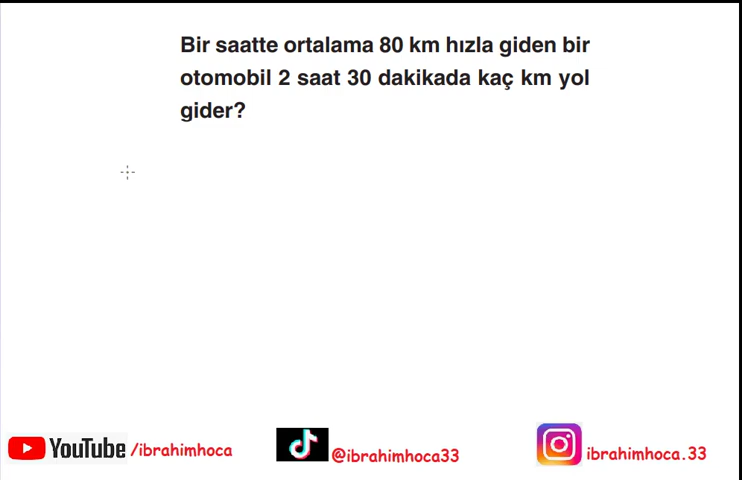 Bir saatte ortalama 80 km hızla giden bir
otomobil 2 saat 30 dakikada kaç km yol
gider?
YouTube /ibrahimhoca
@ibrahimhoca33
ibrahimhoca.33